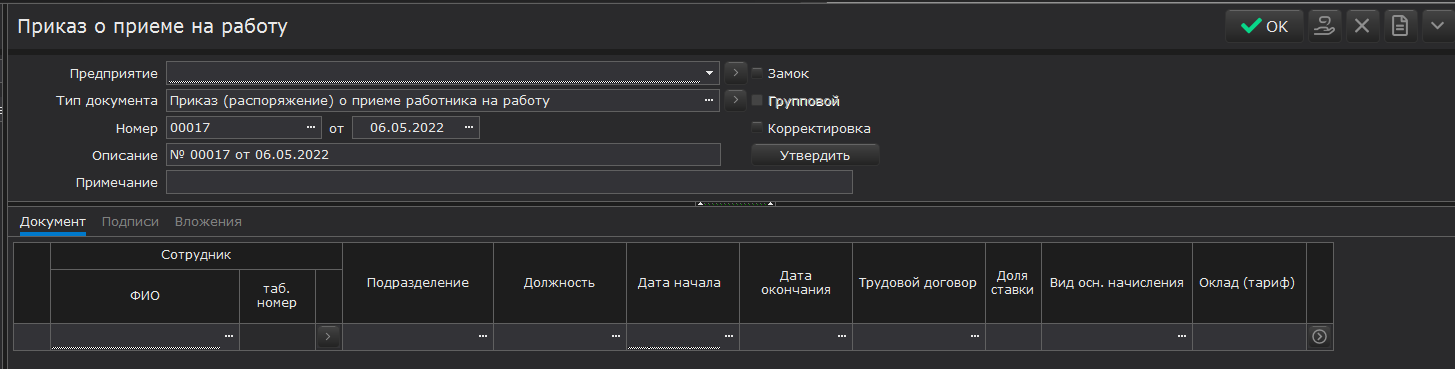 Приказ о приеме на работу
OK
Предприятие
Замок
Тип документа Приказ (распоряжение) о приеме работника на работу
Групповой
Номер 00017 от 06.05.2022
Корректировка
Описание № 00017 от 06.05.2022
Утвердить
Примечание
Документ Подписи Вложения
Сотрудник
ФИО
таб.
номер
Подразделение
Должность
Дата начала
Дата
окончания
Трудовой договор
Доля
ставки
Вид осн. начисления
Оклад (тариф)